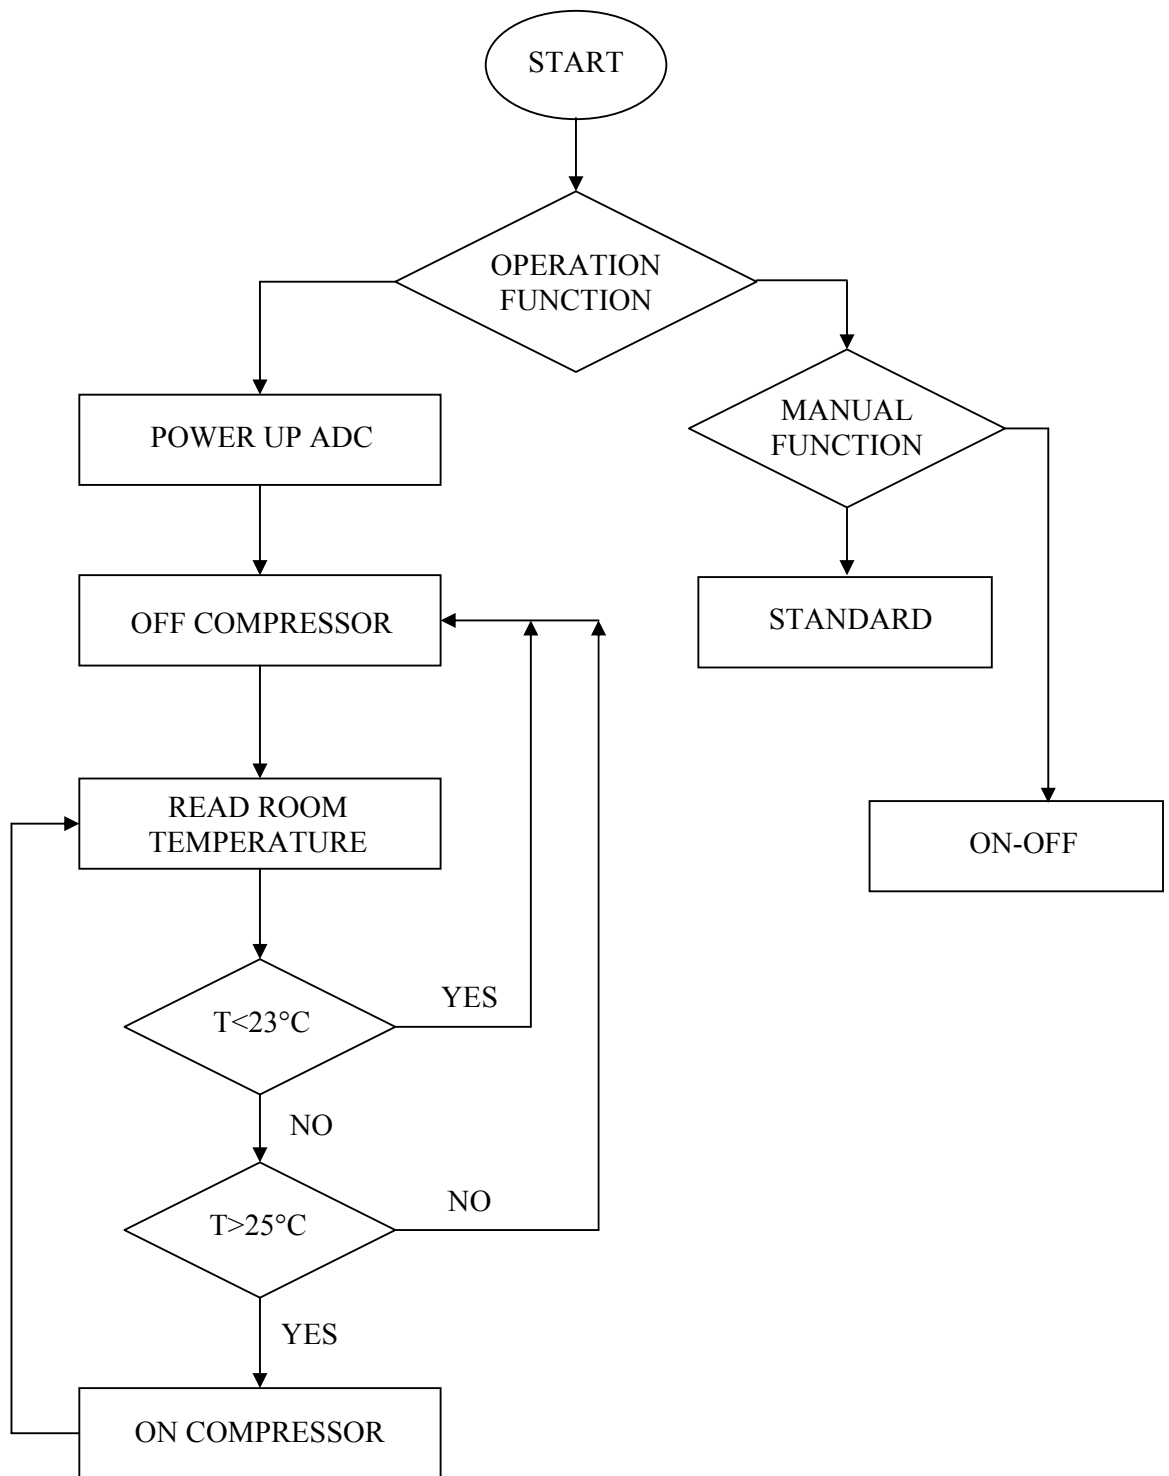 START
OPERATION
FUNCTION
MANUAL
FUNCTION
POWER UP ADC
STANDARD
OFF COMPRESSOR
READ ROOM
TEMPERATURE
ON-OFF
YES
T<23°C
NO
NO
T>25°C
YES
ON COMPRESSOR